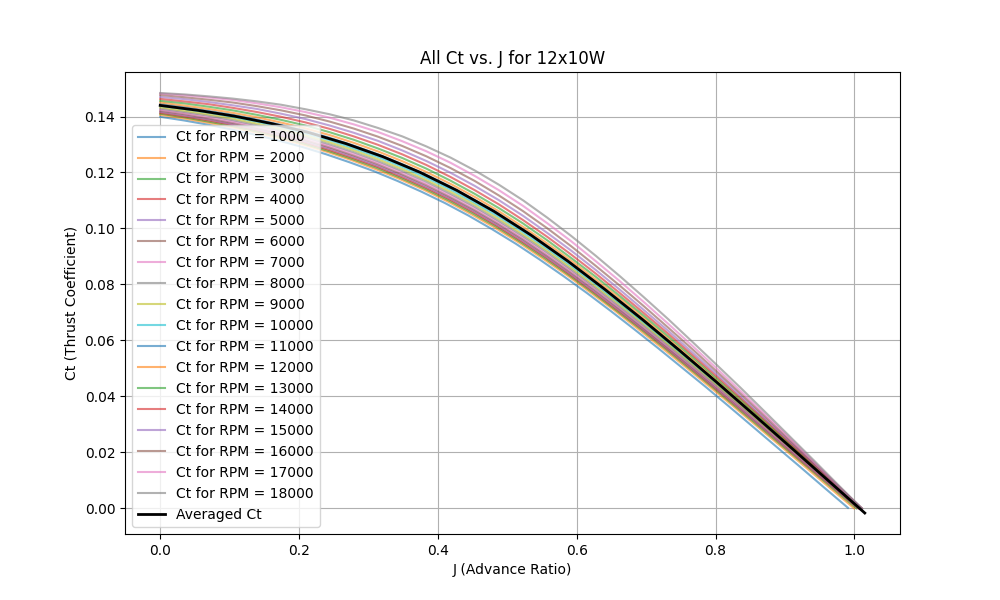 All Ct vs. J for 12x10W
Ct (Thrust Coefficient)
0.14
0.12
0.10
0.08
0.06
0.04
0.02
0.00
Ct for RPM = 1000
Ct for RPM = 2000
Ct for RPM = 3000
Ct for RPM = 4000
Ct for RPM = 5000
Ct for RPM = 6000
Ct for RPM = 7000
Ct for RPM = 8000
Ct for RPM = 9000
Ct for RPM = 10000
Ct for RPM = 11000
Ct for RPM = 12000
Ct for RPM = 13000
Ct for RPM = 14000
Ct for RPM = 15000
Ct for RPM = 16000
Ct for RPM = 17000
Ct for RPM = 18000
Averaged Ct
0.0 0.2 0.4 0.6 0.8 1.0
J (Advance Ratio)